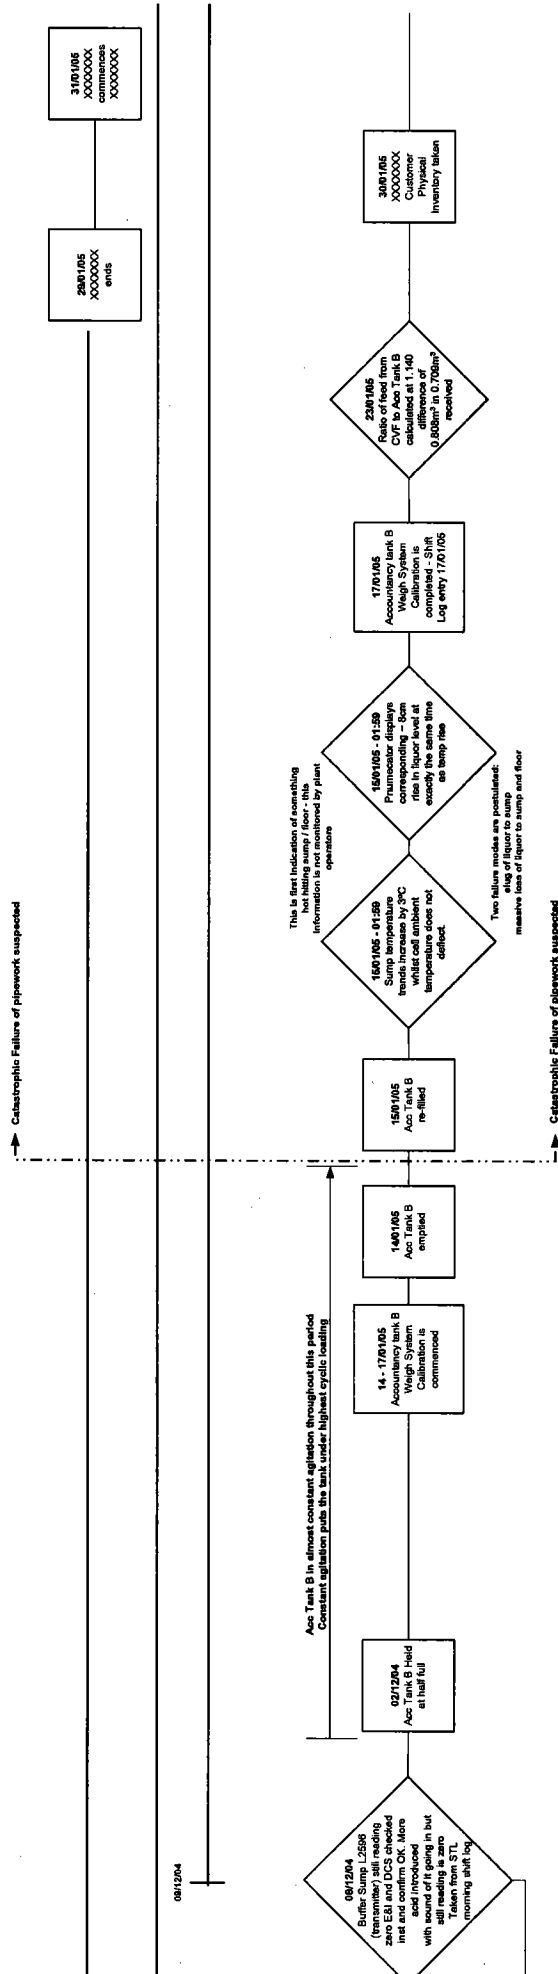 31/01/05
XXXXXXX
commences
XXXXXXX
29/01/05
XXXXXXX
ends
30/01/05
XXXXXXX
Customer
Physical
Inventory taken
23/01/05
Ratio of feed from
CVF to Acc Tank B
calculated at 1.140
difference of
0.808m³ in 0.709m³
received
17/01/05
Accountancy tank B
Weigh System
Calibration is
completed - Shift
Log entry 17/01/05
This is first indication of something
hot hitting sump / floor - this
information is not monitored by plant
operators
15/01/05 - 01:59
Pnumecator displays
corresponding ~ 8cm
rise in liquor level at
exactly the same time
as temp rise
15/01/05 - 01:59
Sump temperature
trends increase by 3°C
whilst cell ambient
temperature does not
deflect.
Two failure modes are postulated:
slug of liquor to sump
massive loss of liquor to sump and floor
Catastrophic Failure of pipework suspected
15/01/05
Acc Tank B
re-filled
Catastrophic Failure of pipework suspected
14/01/05
Acc Tank B
emptied
14 - 17/01/05
Accountancy tank B
Weigh System
Calibration is
commenced
Acc Tank B in almost constant agitation throughout this period
Constant agitation puts the tank under highest cyclic loading
02/12/04
Acc Tank B Held
at half full
09/12/04
Buffer Sump L2596
(transmitter) still reading
zero E&I and DCS checked
inst and confirm OK. More
acid introduced
with sound of it going in but
still reading is zero
Taken from STL
morning shift log